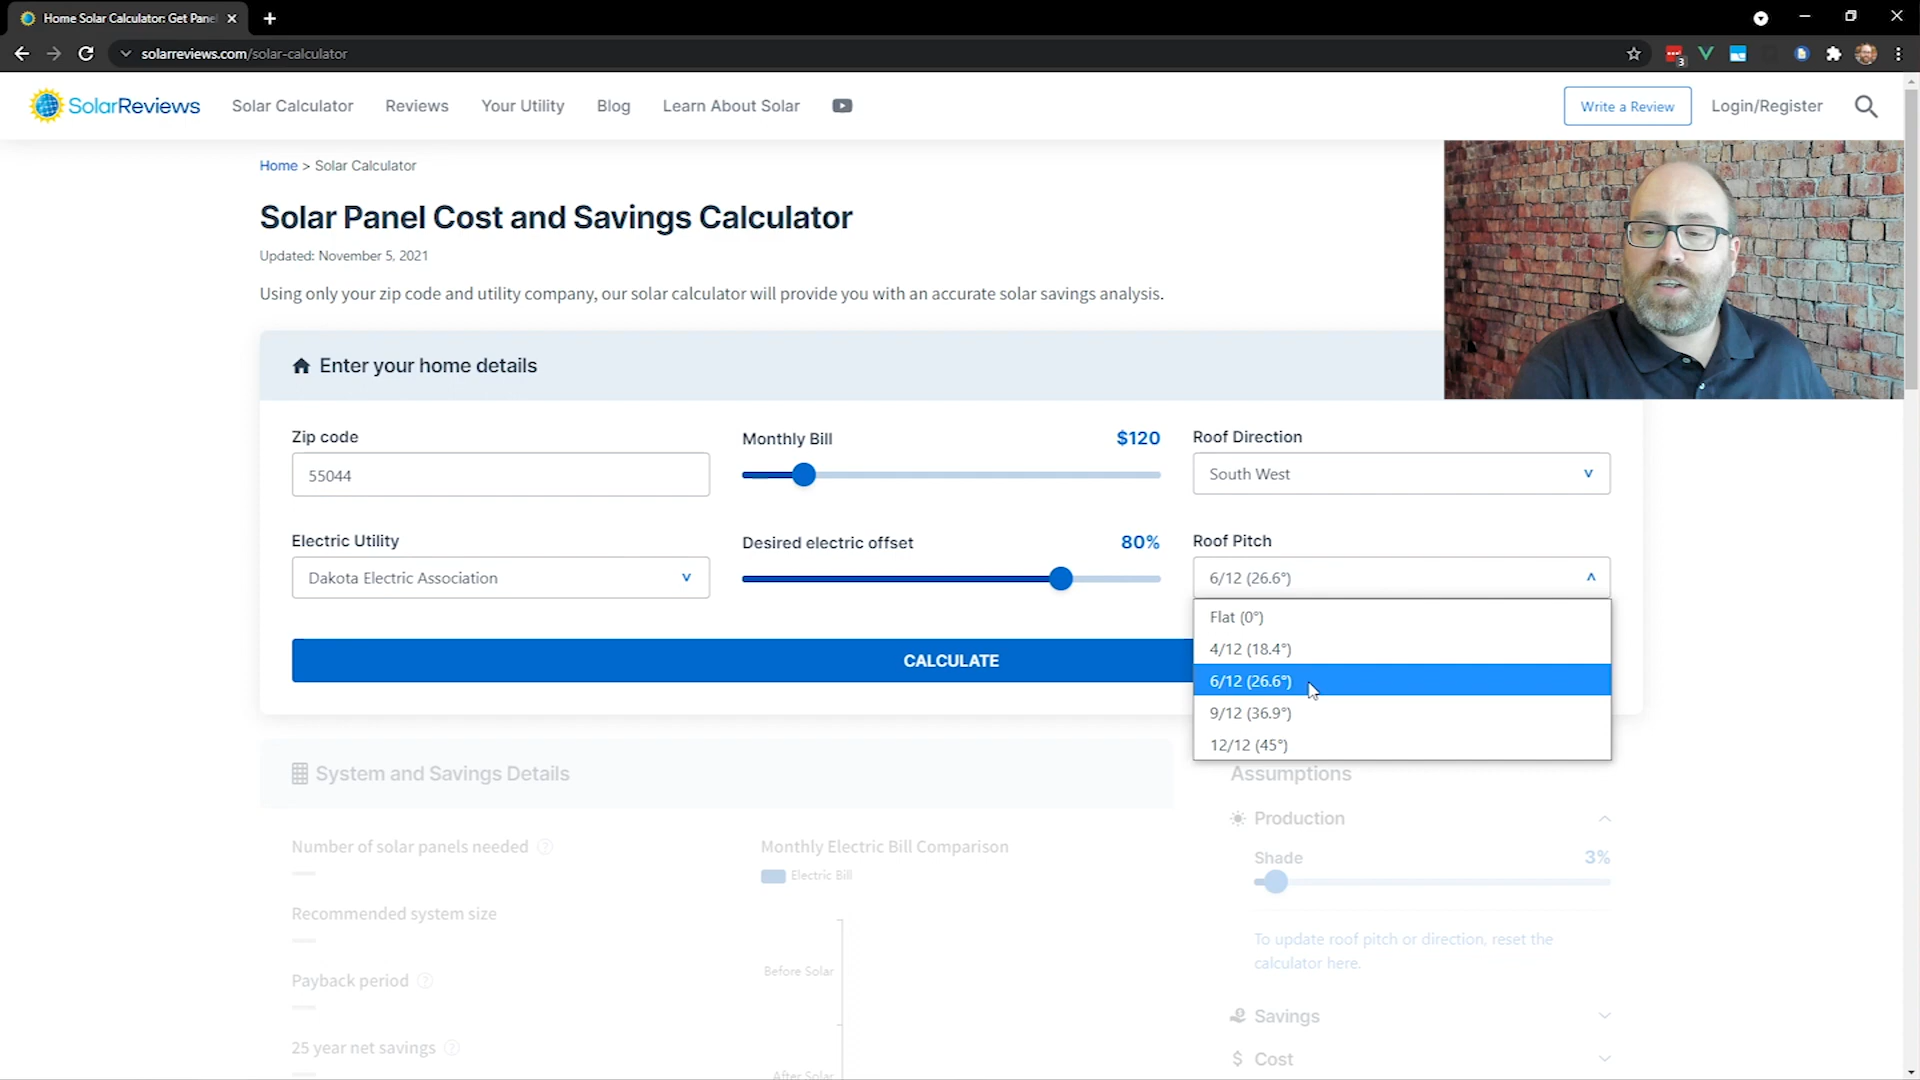 Home Solar Calculator: Get Pane
solarreviews.com/solar-calculator
3
SolarReviews
Solar Calculator
Reviews
Your Utility
Blog
Learn About Solar
Write a Review
Login/Register
Home > Solar Calculator
Solar Panel Cost and Savings Calculator
Updated: November 5, 2021
Using only your zip code and utility company, our solar calculator will provide you with an accurate solar savings analysis.
Enter your home details
Zip code
55044
Monthly Bill
$120
Roof Direction
South West
Electric Utility
Dakota Electric Association
Desired electric offset
80%
Roof Pitch
6/12 (26.6°)
Flat (0°)
4/12 (18.4°)
6/12 (26.6°)
9/12 (36.9°)
12/12 (45°)
CALCULATE
System and Savings Details
Number of solar panels needed
Recommended system size
Payback period
25 year net savings
Monthly Electric Bill Comparison
Electric Bill
Before Solar
After Solar
Assumptions
Production
Shade
3%
To update roof pitch or direction, reset the
calculator here.
Savings
$ Cost